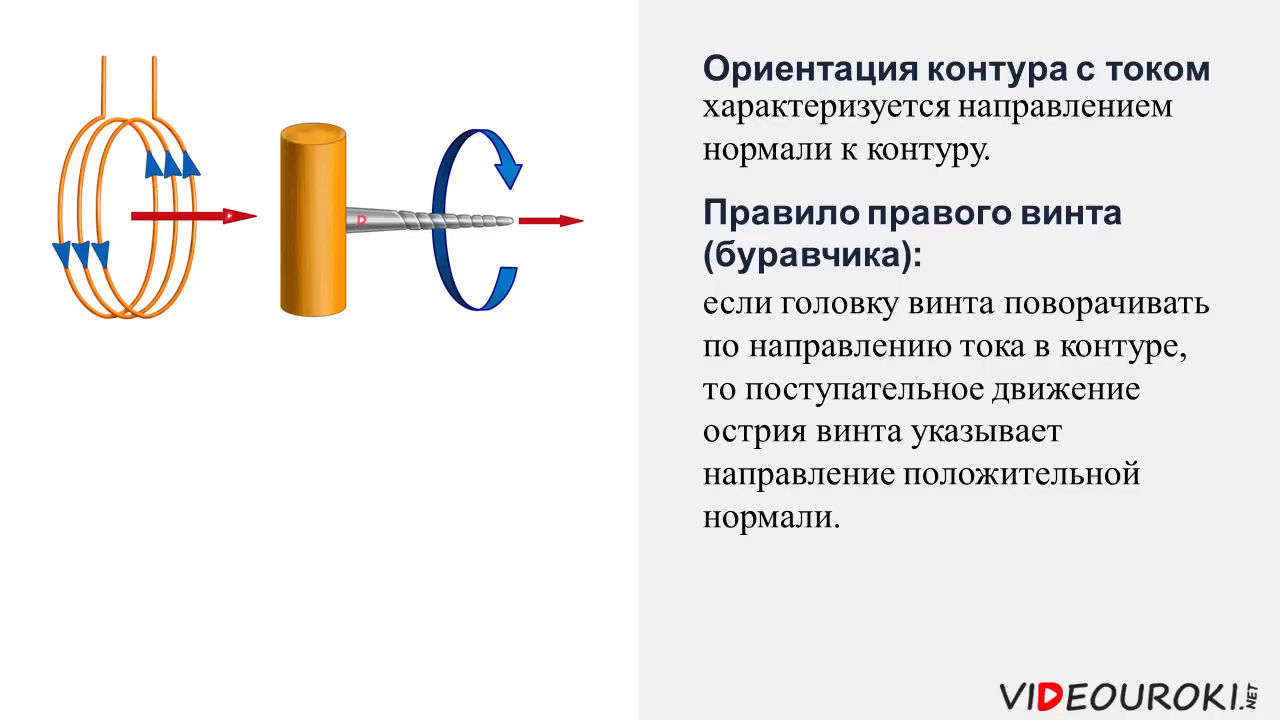 Ориентация контура с током
характеризуется направлением
нормали к контуру.
Правило правого винта
(буравчика):
если головку винта поворачивать
по направлению тока в контуре,
то поступательное движение
острия винта указывает
направление положительной
нормали.
VIDEOUROKI.NET